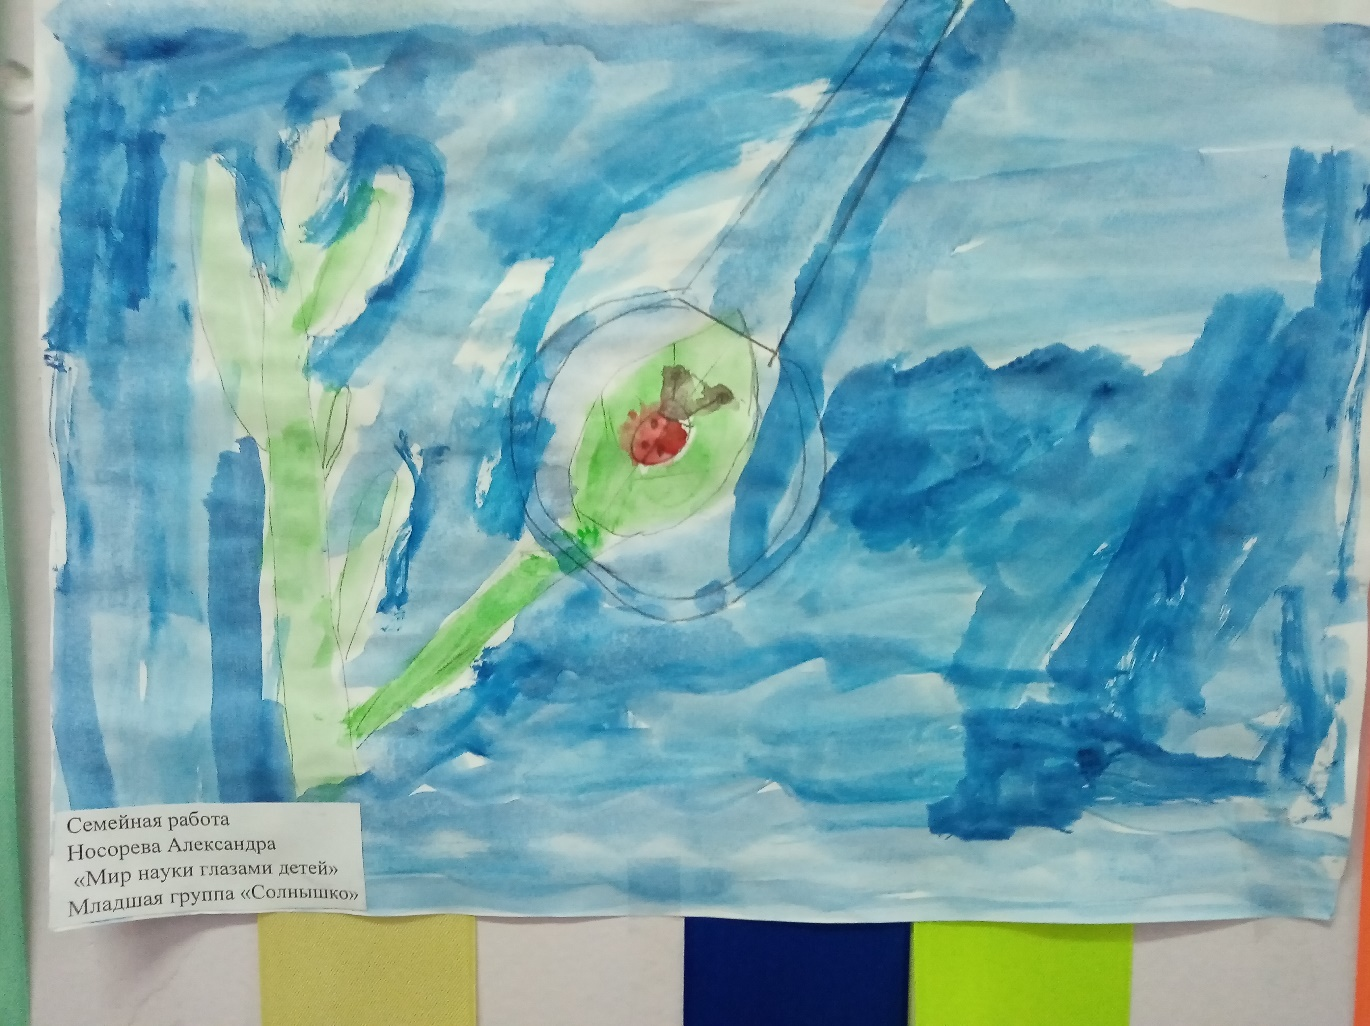 Семейная работа
Носорева Александра
«Мир науки глазами детей»
Младшая группа «Солнышко»